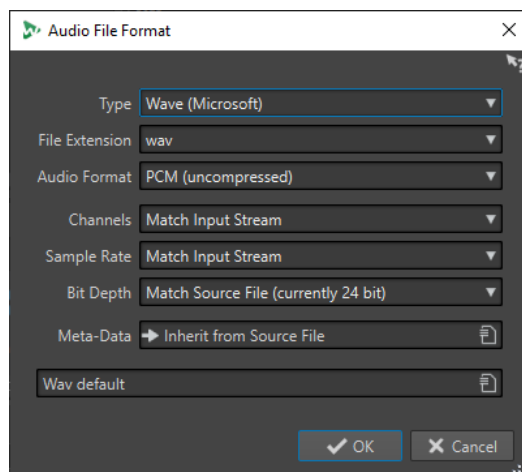 Audio File Format
Type Wave (Microsoft)
File Extension wav
Audio Format PCM (uncompressed)
Channels Match Input Stream
Sample Rate Match Input Stream
Bit Depth Match Source File (currently 24 bit)
Meta-Data Inherit from Source File
Wav default
OK Cancel